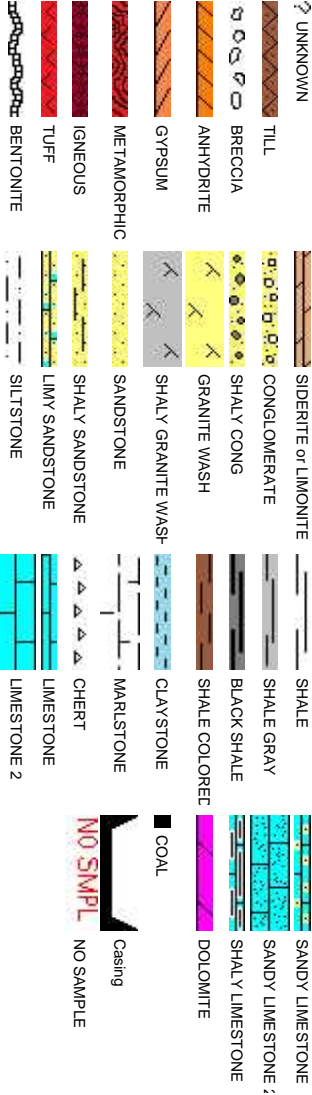 ? UNKNOWN
TILL
BRECCIA
ANHYDRITE
GYPSUM
METAMORPHIC
IGNEOUS
TUFF
BENTONITE
SIDERITE or LIMONITE
CONGLOMERATE
SHALY CONG
GRANITE WASH
SHALY GRANITE WASH
SANDSTONE
SHALY SANDSTONE
LIMY SANDSTONE
SILTSTONE
SHALE
SHALE GRAY
BLACK SHALE
SHALE COLORED
CLAYSTONE
MARLSTONE
CHERT
LIMESTONE
LIMESTONE 2
SANDY LIMESTONE
SANDY LIMESTONE 2
SHALY LIMESTONE
DOLOMITE
COAL
Casing
NO SMPL NO SAMPLE